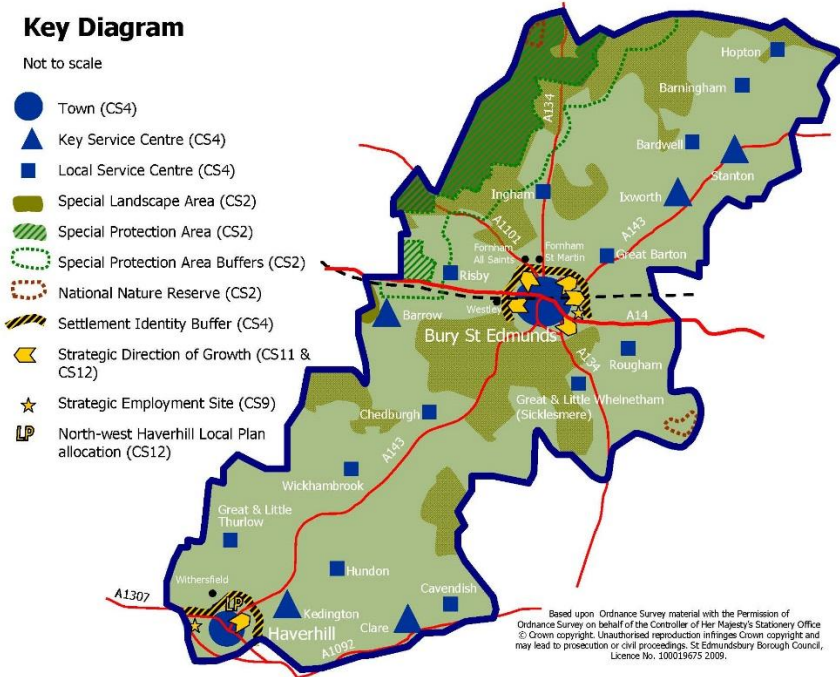 Key Diagram
Not to scale
Town (CS4)
Key Service Centre (CS4)
Local Service Centre (CS4)
Special Landscape Area (CS2)
Special Protection Area (CS2)
Special Protection Area Buffers (CS2)
National Nature Reserve (CS2)
Settlement Identity Buffer (CS4)
Strategic Direction of Growth (CS11 &
CS12)
Strategic Employment Site (CS9)
LP
North-west Haverhill Local Plan
allocation (CS12)
Hopton
Barningham
A134
Bardwell
Stanton
Ingham
Ixworth
A1101
A143
Fornham
All Saints
Fornham
St Martin
Great Barton
Risby
Westley
Barrow
A14
Bury St Edmunds
A134
Rougham
Great & Little Whelnetham
(Sicklesmere)
Chedburgh
A143
Wickhambrook
Great & Little
Thurlow
Hundon
Withersfield
Cavendish
A1307
LP
Kedington
Haverhill
Clare
A1092
Based upon Ordnance Survey material with the Permission of
Ordnance Survey on behalf of the Controller of Her Majesty's Stationery Office
© Crown copyright. Unauthorised reproduction infringes Crown copyright and
may lead to prosecution or civil proceedings. St Edmundsbury Borough Council,
Licence No. 100019675 2009.